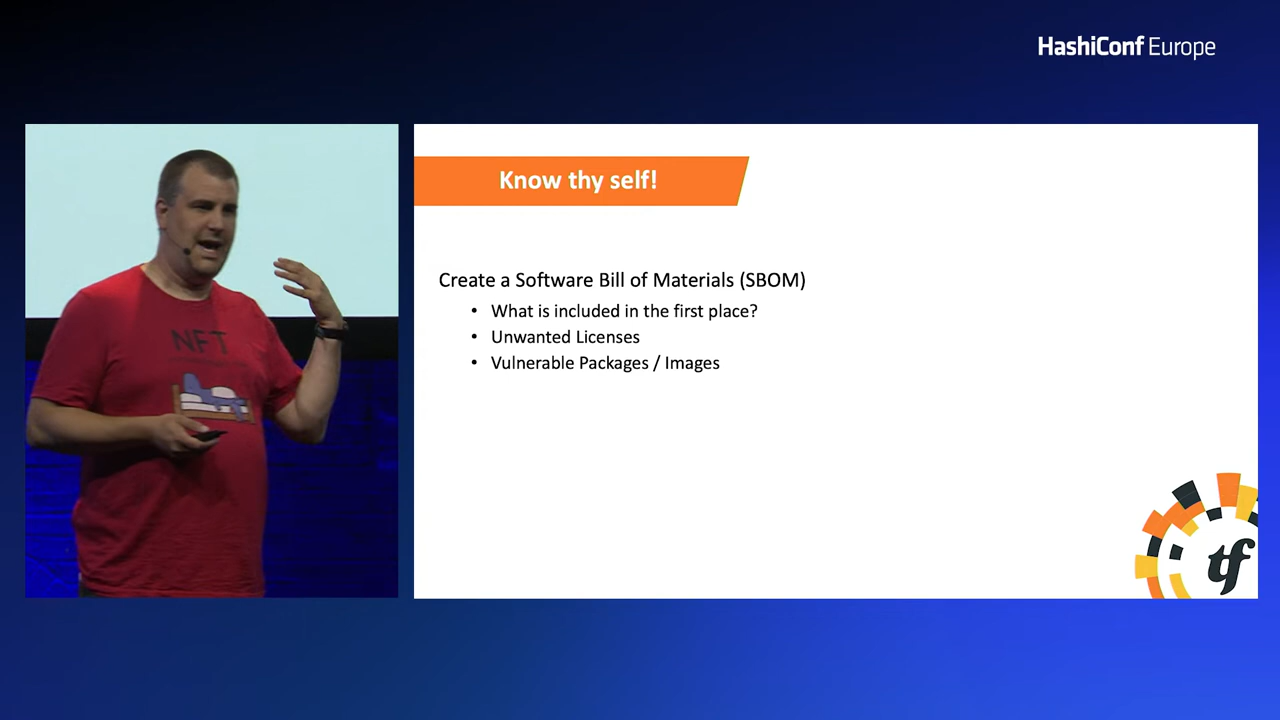 HashiConf Europe
NFT
Know thy self!
Create a Software Bill of Materials (SBOM)
• What is included in the first place?
• Unwanted Licenses
• Vulnerable Packages / Images
tf